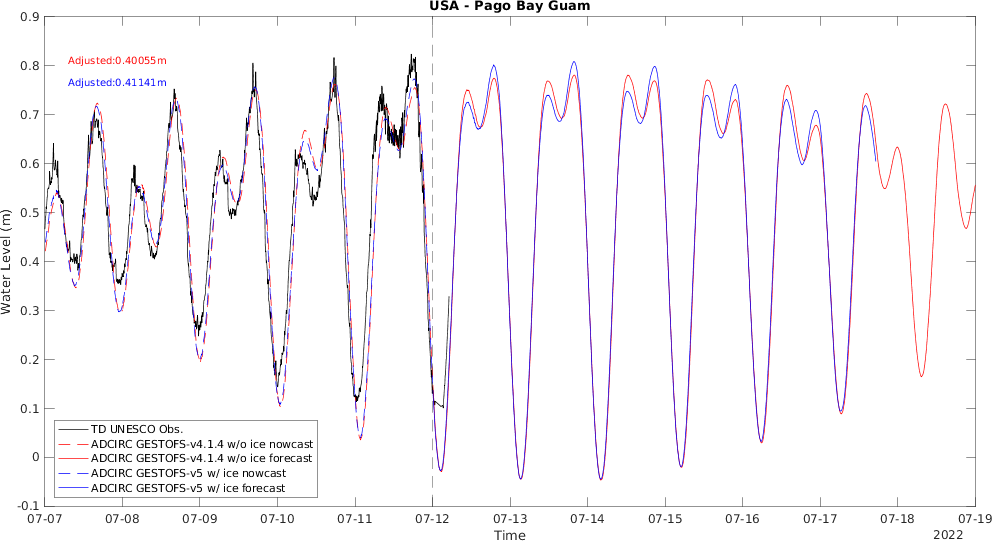 USA - Pago Bay Guam
Adjusted:0.40055m
Adjusted:0.41141m
Water Level (m)
0.9
0.8
0.7
0.6
0.5
0.4
0.3
0.2
0.1
0
-0.1
TD UNESCO Obs.
ADCIRC GESTOFS-v4.1.4 w/o ice nowcast
ADCIRC GESTOFS-v4.1.4 w/o ice forecast
ADCIRC GESTOFS-v5 w/ ice nowcast
ADCIRC GESTOFS-v5 w/ ice forecast
07-07 07-08 07-09 07-10 07-11 07-12 07-13 07-14 07-15 07-16 07-17 07-18 07-19
Time
2022